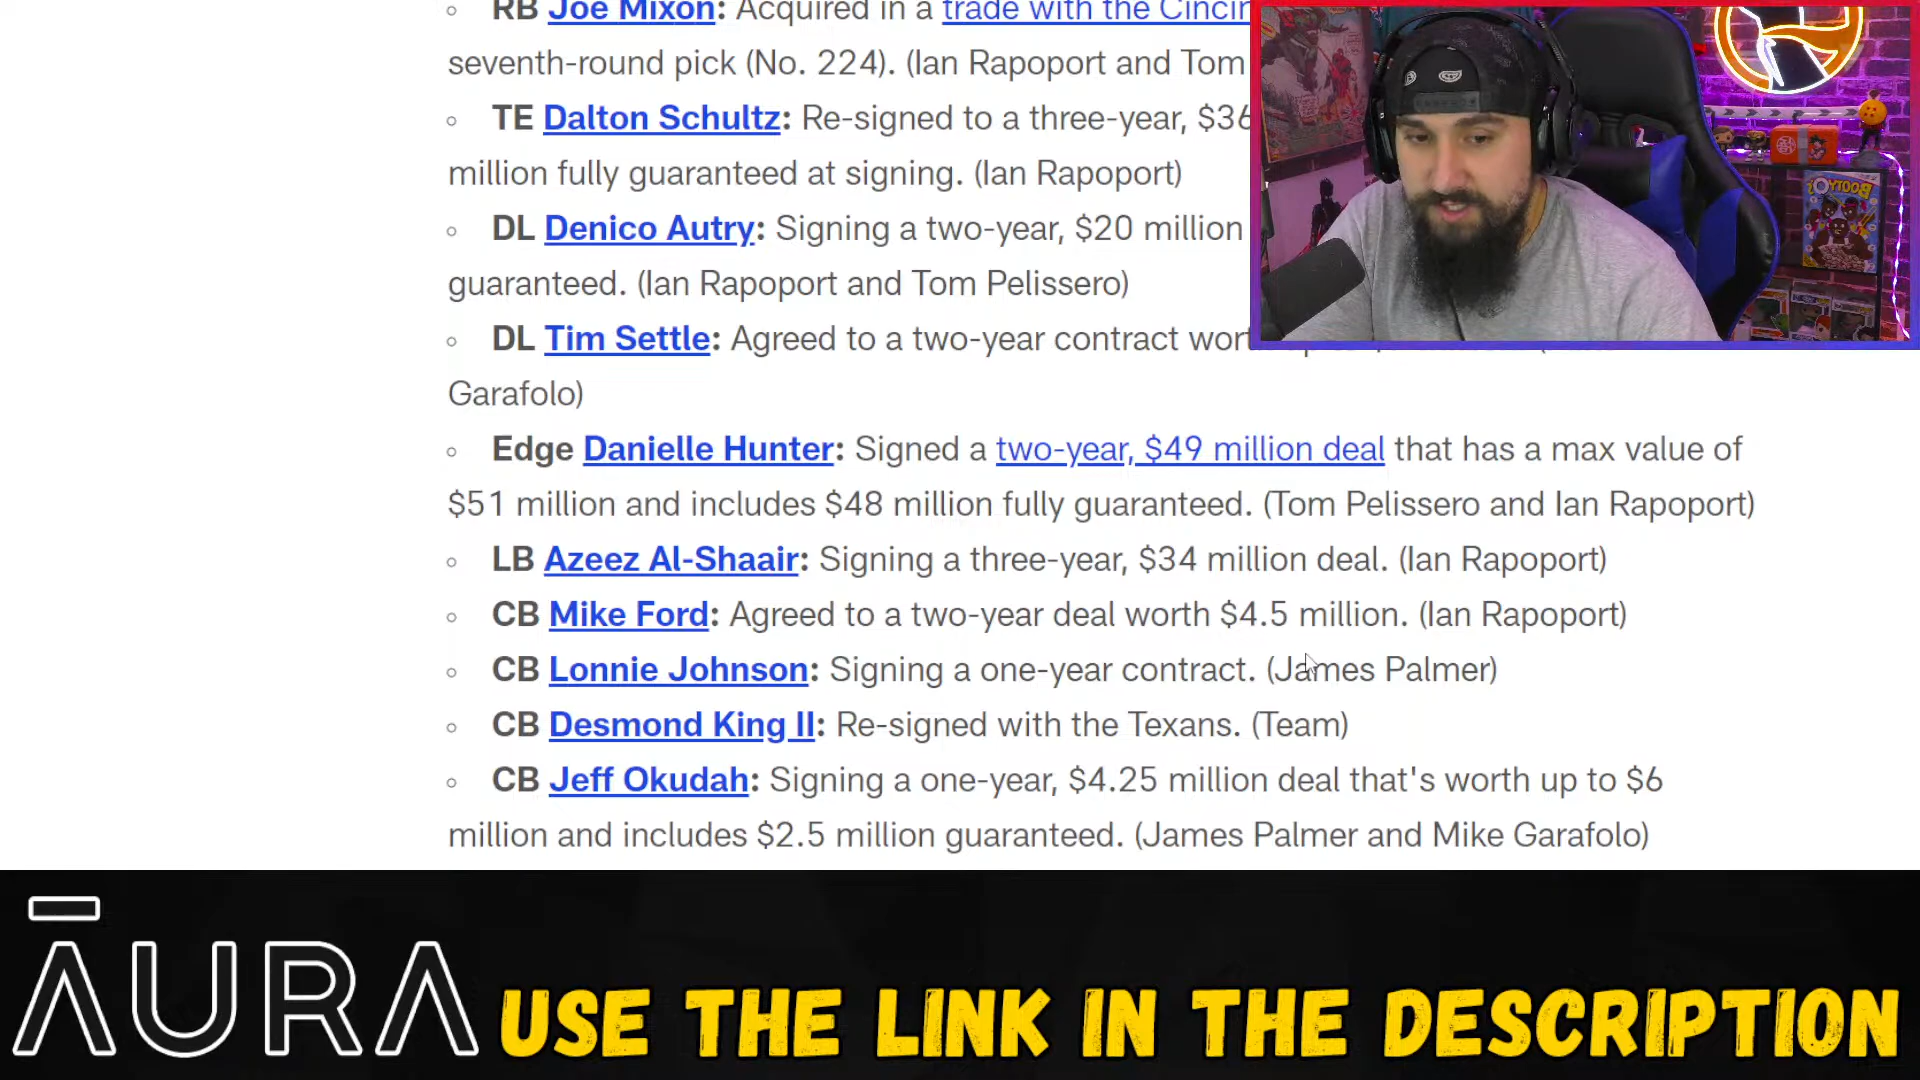 RB Joe Mixon: Acquired in a trade with the
seventh-round pick (No. 224). (Ian Rapoport and Tom
TE Dalton Schultz: Re-signed to a three-year, $36
million fully guaranteed at signing. (Ian Rapoport)
DL Denico Autry: Signing a two-year, $20 million
guaranteed. (Ian Rapoport and Tom Pelissero)
DL Tim Settle: Agreed to a two-year contract
Garafolo)
Edge Danielle Hunter: Signed a two-year, $49 million deal that has a max value of
$51 million and includes $48 million fully guaranteed. (Tom Pelissero and Ian Rapoport)
LB Azeez Al-Shaair: Signing a three-year, $34 million deal. (Ian Rapoport)
CB Mike Ford: Agreed to a two-year deal worth $4.5 million. (Ian Rapoport)
CB Lonnie Johnson: Signing a one-year contract. (James Palmer)
CB Desmond King II: Re-signed with the Texans. (Team)
CB Jeff Okudah: Signing a one-year, $4.25 million deal that's worth up to $6
million and includes $2.5 million guaranteed. (James Palmer and Mike Garafolo)
ĀURA USE THE LINK IN THE DESCRIPTION